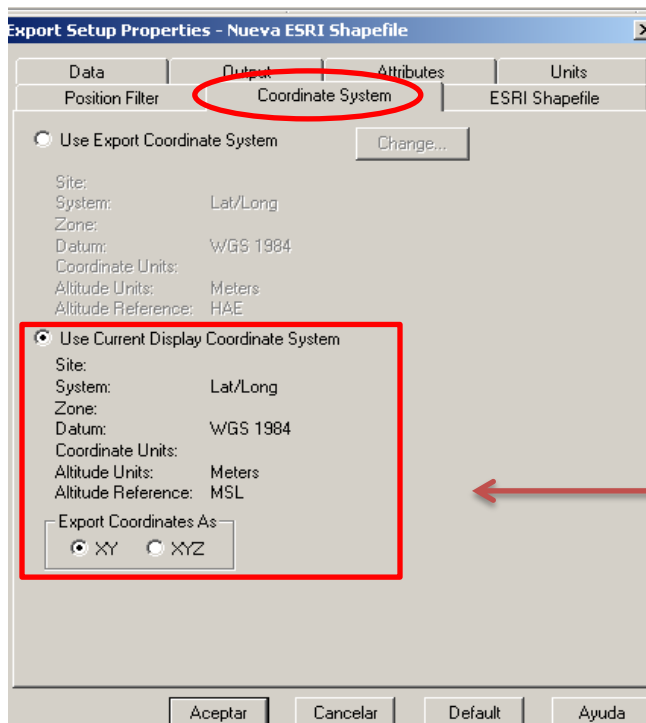 Export Setup Properties - Nueva ESRI Shapefile
Data Output Attributes Units
Position Filter Coordinate System ESRI Shapefile
Use Export Coordinate System Change...
Site:
System: Lat/Long
Zone:
Datum: WGS 1984
Coordinate Units:
Altitude Units: Meters
Altitude Reference: HAE
Use Current Display Coordinate System
Site:
System: Lat/Long
Zone:
Datum: WGS 1984
Coordinate Units:
Altitude Units: Meters
Altitude Reference: MSL
Export Coordinates As
XY XYZ
Aceptar Cancelar Default Ayuda